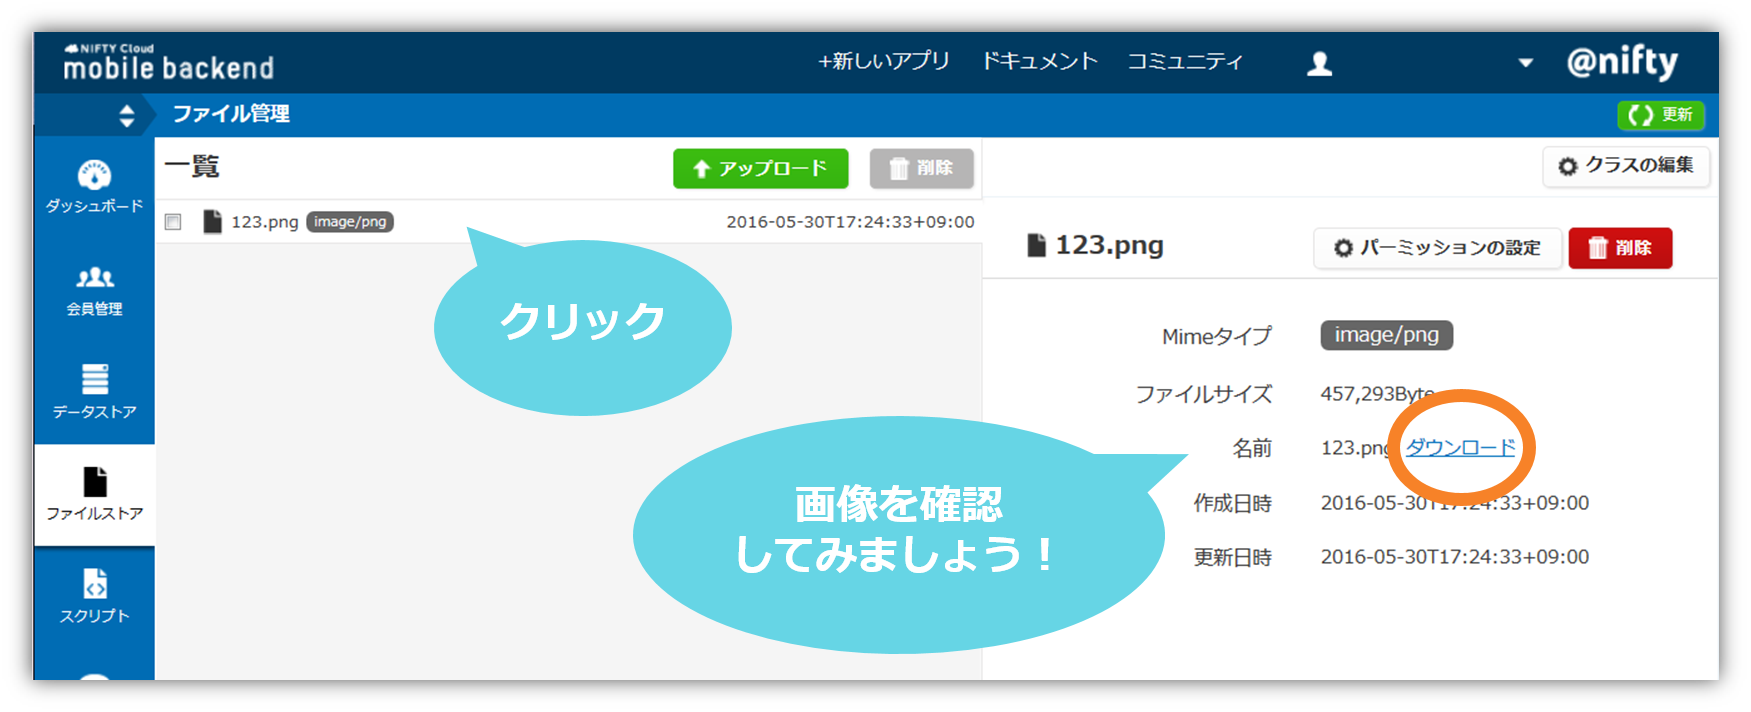 NIFTY Cloud
mobile backend
+新しいアプリ ドキュメント コミュニティ
@nifty
ファイル管理
更新
一覧
アップロード
削除
クラスの編集
123.png image/png 2016-05-30T17:24:33+09:00
123.png
パーミッションの設定
削除
ダッシュボード
会員管理
データストア
ファイルストア
スクリプト
クリック
画像を確認
してみましょう！
Mimeタイプ image/png
ファイルサイズ 457,293Byte
名前 123.png ダウンロード
作成日時 2016-05-30T17:24:33+09:00
更新日時 2016-05-30T17:24:33+09:00